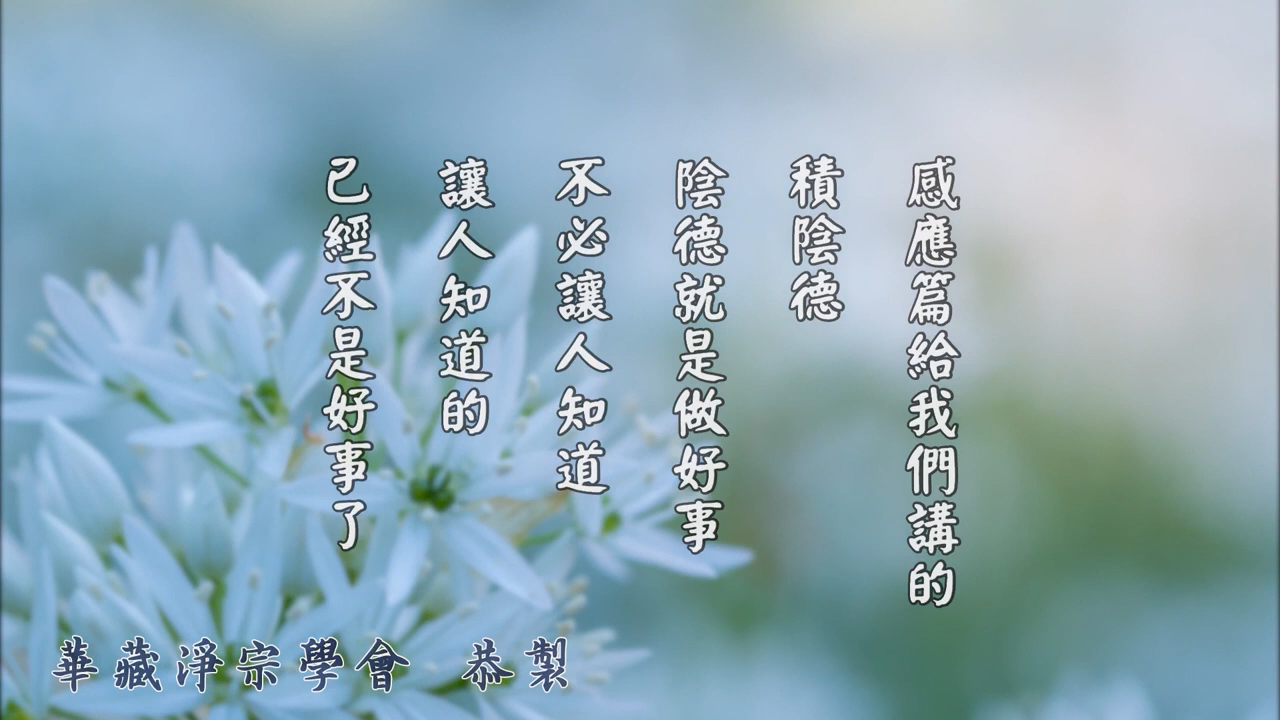 感應篇給我們講的
積陰德
陰德就是做好事
不必讓人知道
讓人知道的
已經不是好事了
華藏淨宗學會 恭製